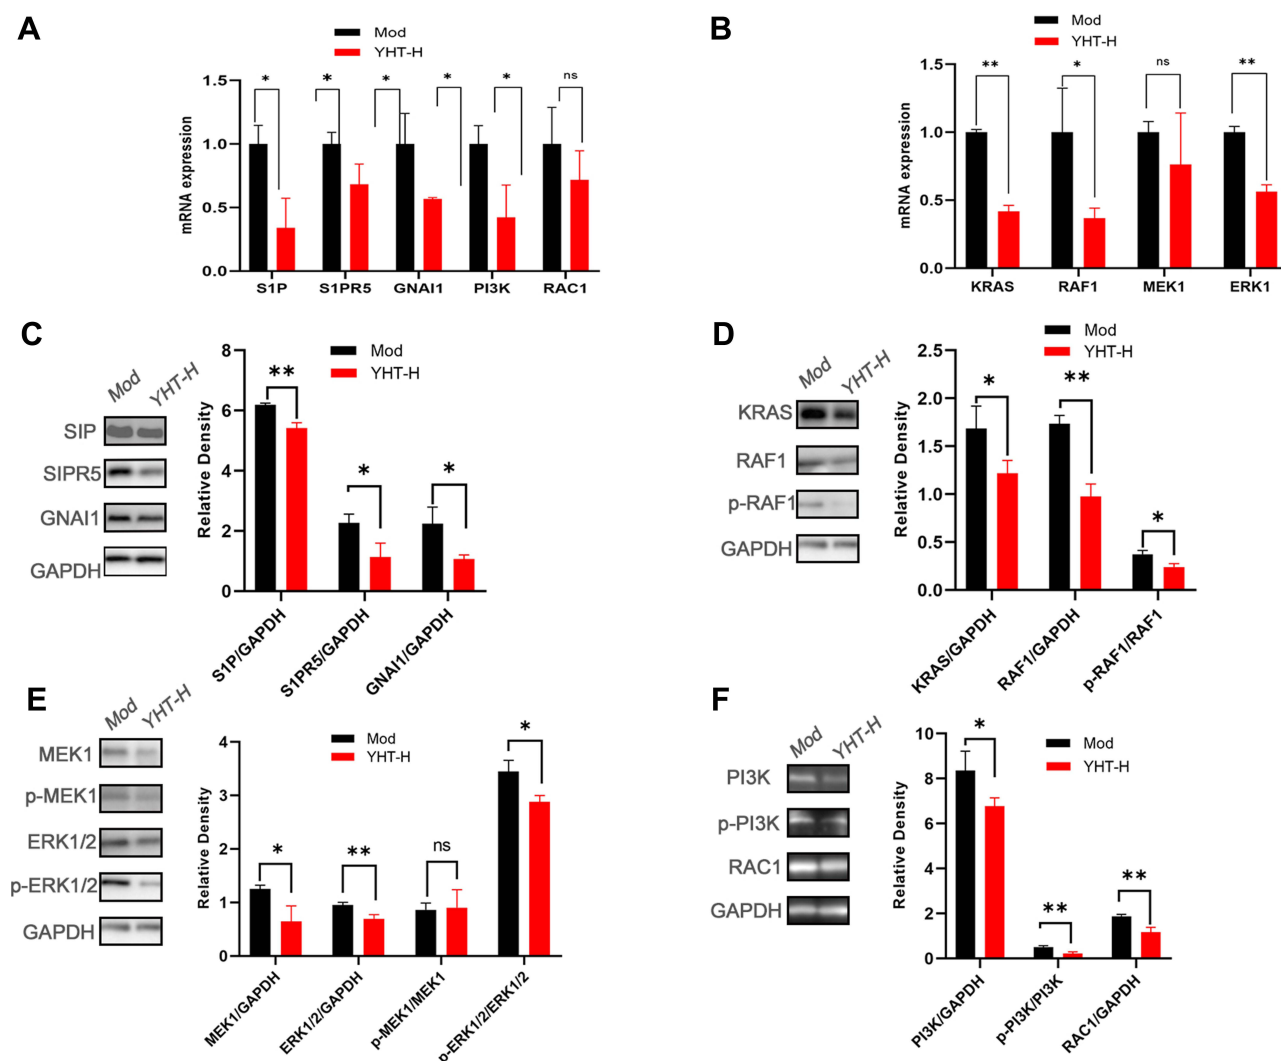 A
Mod
YHT-H
mRNA expression
1.5
1.0
0.5
0.0
* * * * * ns
S1P S1PR5 GNAI1 PI3K RAC1
B
Mod
YHT-H
mRNA expression
1.5
1.0
0.5
0.0
** * ns **
KRAS RAF1 MEK1 ERK1
C
Mod YHT-H
SIP
SIPR5
GNAI1
GAPDH
Mod
YHT-H
Relative Density
8
6
4
2
0
** * *
S1P/GAPDH S1PR5/GAPDH GNAI1/GAPDH
D
Mod YHT-H
KRAS
RAF1
p-RAF1
GAPDH
Mod
YHT-H
Relative Density
2.5
2.0
1.5
1.0
0.5
0.0
* ** *
KRAS/GAPDH RAF1/GAPDH p-RAF1/RAF1
E
Mod YHT-H
MEK1
p-MEK1
ERK1/2
p-ERK1/2
GAPDH
Mod
YHT-H
Relative Density
4
3
2
1
0
* ** ns *
MEK1/GAPDH ERK1/2/GAPDH p-MEK1/MEK1 p-ERK1/2/ERK1/2
F
Mod YHT-H
PI3K
p-PI3K
RAC1
GAPDH
Mod
YHT-H
Relative Density
10
8
6
4
2
0
* ** **
PI3K/GAPDH p-PI3K/PI3K RAC1/GAPDH